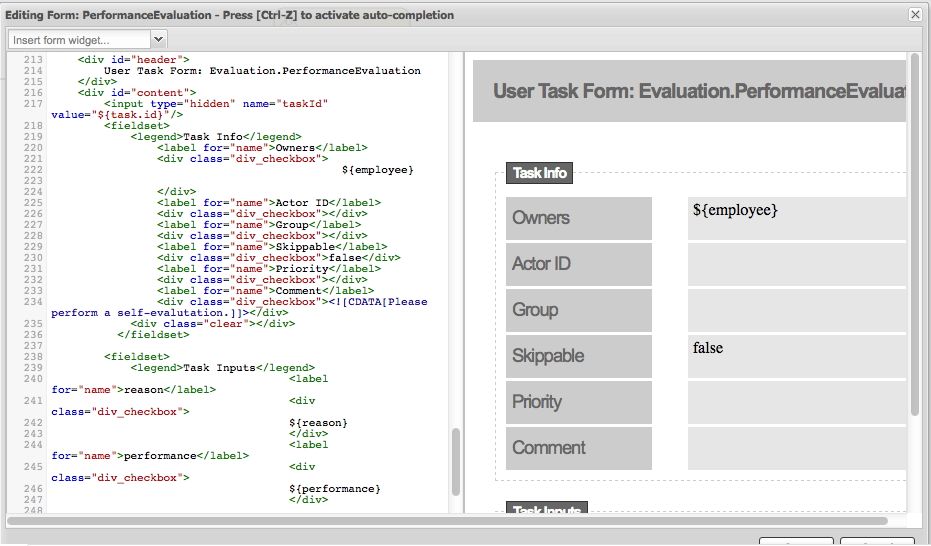 Editing Form: PerformanceEvaluation - Press [Ctrl-Z] to activate auto-completion
Insert form widget...
213 <div id="header">
214 User Task Form: Evaluation.PerformanceEvaluation
215 </div>
216 <div id="content">
217 <input type="hidden" name="taskId"
value="${task.id}"/>
218 <fieldset>
219 <legend>Task Info</legend>
220 <label for="name">Owners</label>
221 <div class="div_checkbox">
222 ${employee}
223
224 </div>
225 <label for="name">Actor ID</label>
226 <div class="div_checkbox"></div>
227 <label for="name">Group</label>
228 <div class="div_checkbox"></div>
229 <label for="name">Skippable</label>
230 <div class="div_checkbox">false</div>
231 <label for="name">Priority</label>
232 <div class="div_checkbox"></div>
233 <label for="name">Comment</label>
234 <div class="div_checkbox"><![CDATA[Please
perform a self-evalutation.]]></div>
235 <div class="clear"></div>
236 </fieldset>
237
238 <fieldset>
239 <legend>Task Inputs</legend>
240 <label
for="name">reason</label>
241 <div
class="div_checkbox">
242 ${reason}
243 </div>
244 <label
for="name">performance</label>
245 <div
class="div_checkbox">
246 ${performance}
247 </div>
248
User Task Form: Evaluation.PerformanceEvaluat
Task Info
Owners ${employee}
Actor ID
Group
Skippable false
Priority
Comment
Task Inputs